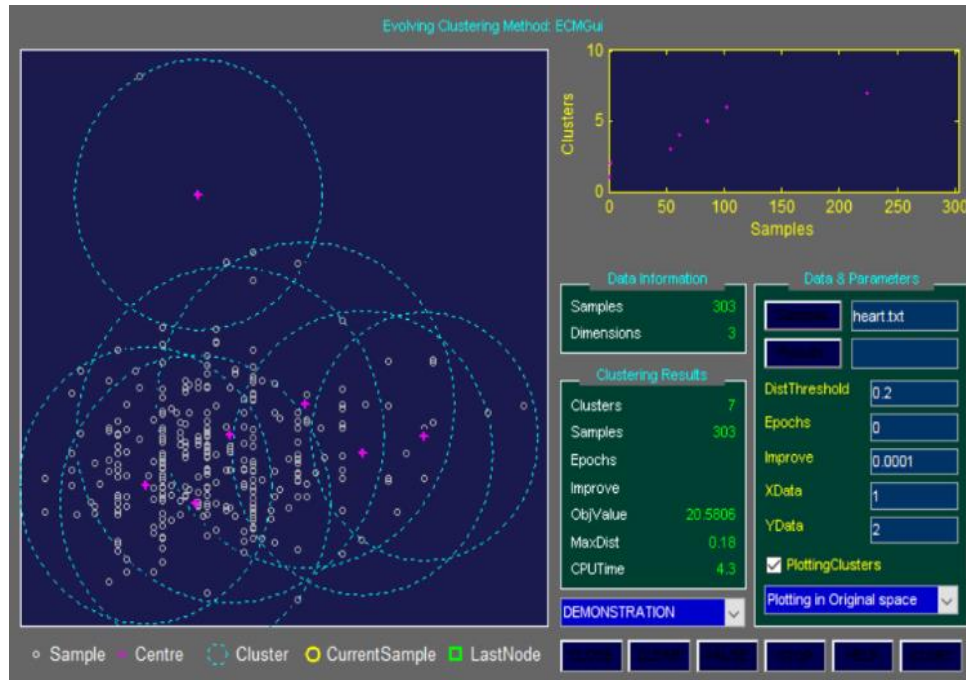 Evolving Clustering Method: ECMGui
10
5
0
Clusters
0 50 100 150 200 250 300
Samples
Data Information
Samples 303
Dimensions 3
Clustering Results
Clusters 7
Samples 303
Epochs
Improve
ObjValue 20.5806
MaxDist 0.18
CPUTime 4.3
DEMONSTRATION
Data & Parameters
heart.txt
DistThreshold 0.2
Epochs 0
Improve 0.0001
XData 1
YData 2
PlottingClusters
Plotting in Original space
Sample Centre Cluster CurrentSample LastNode